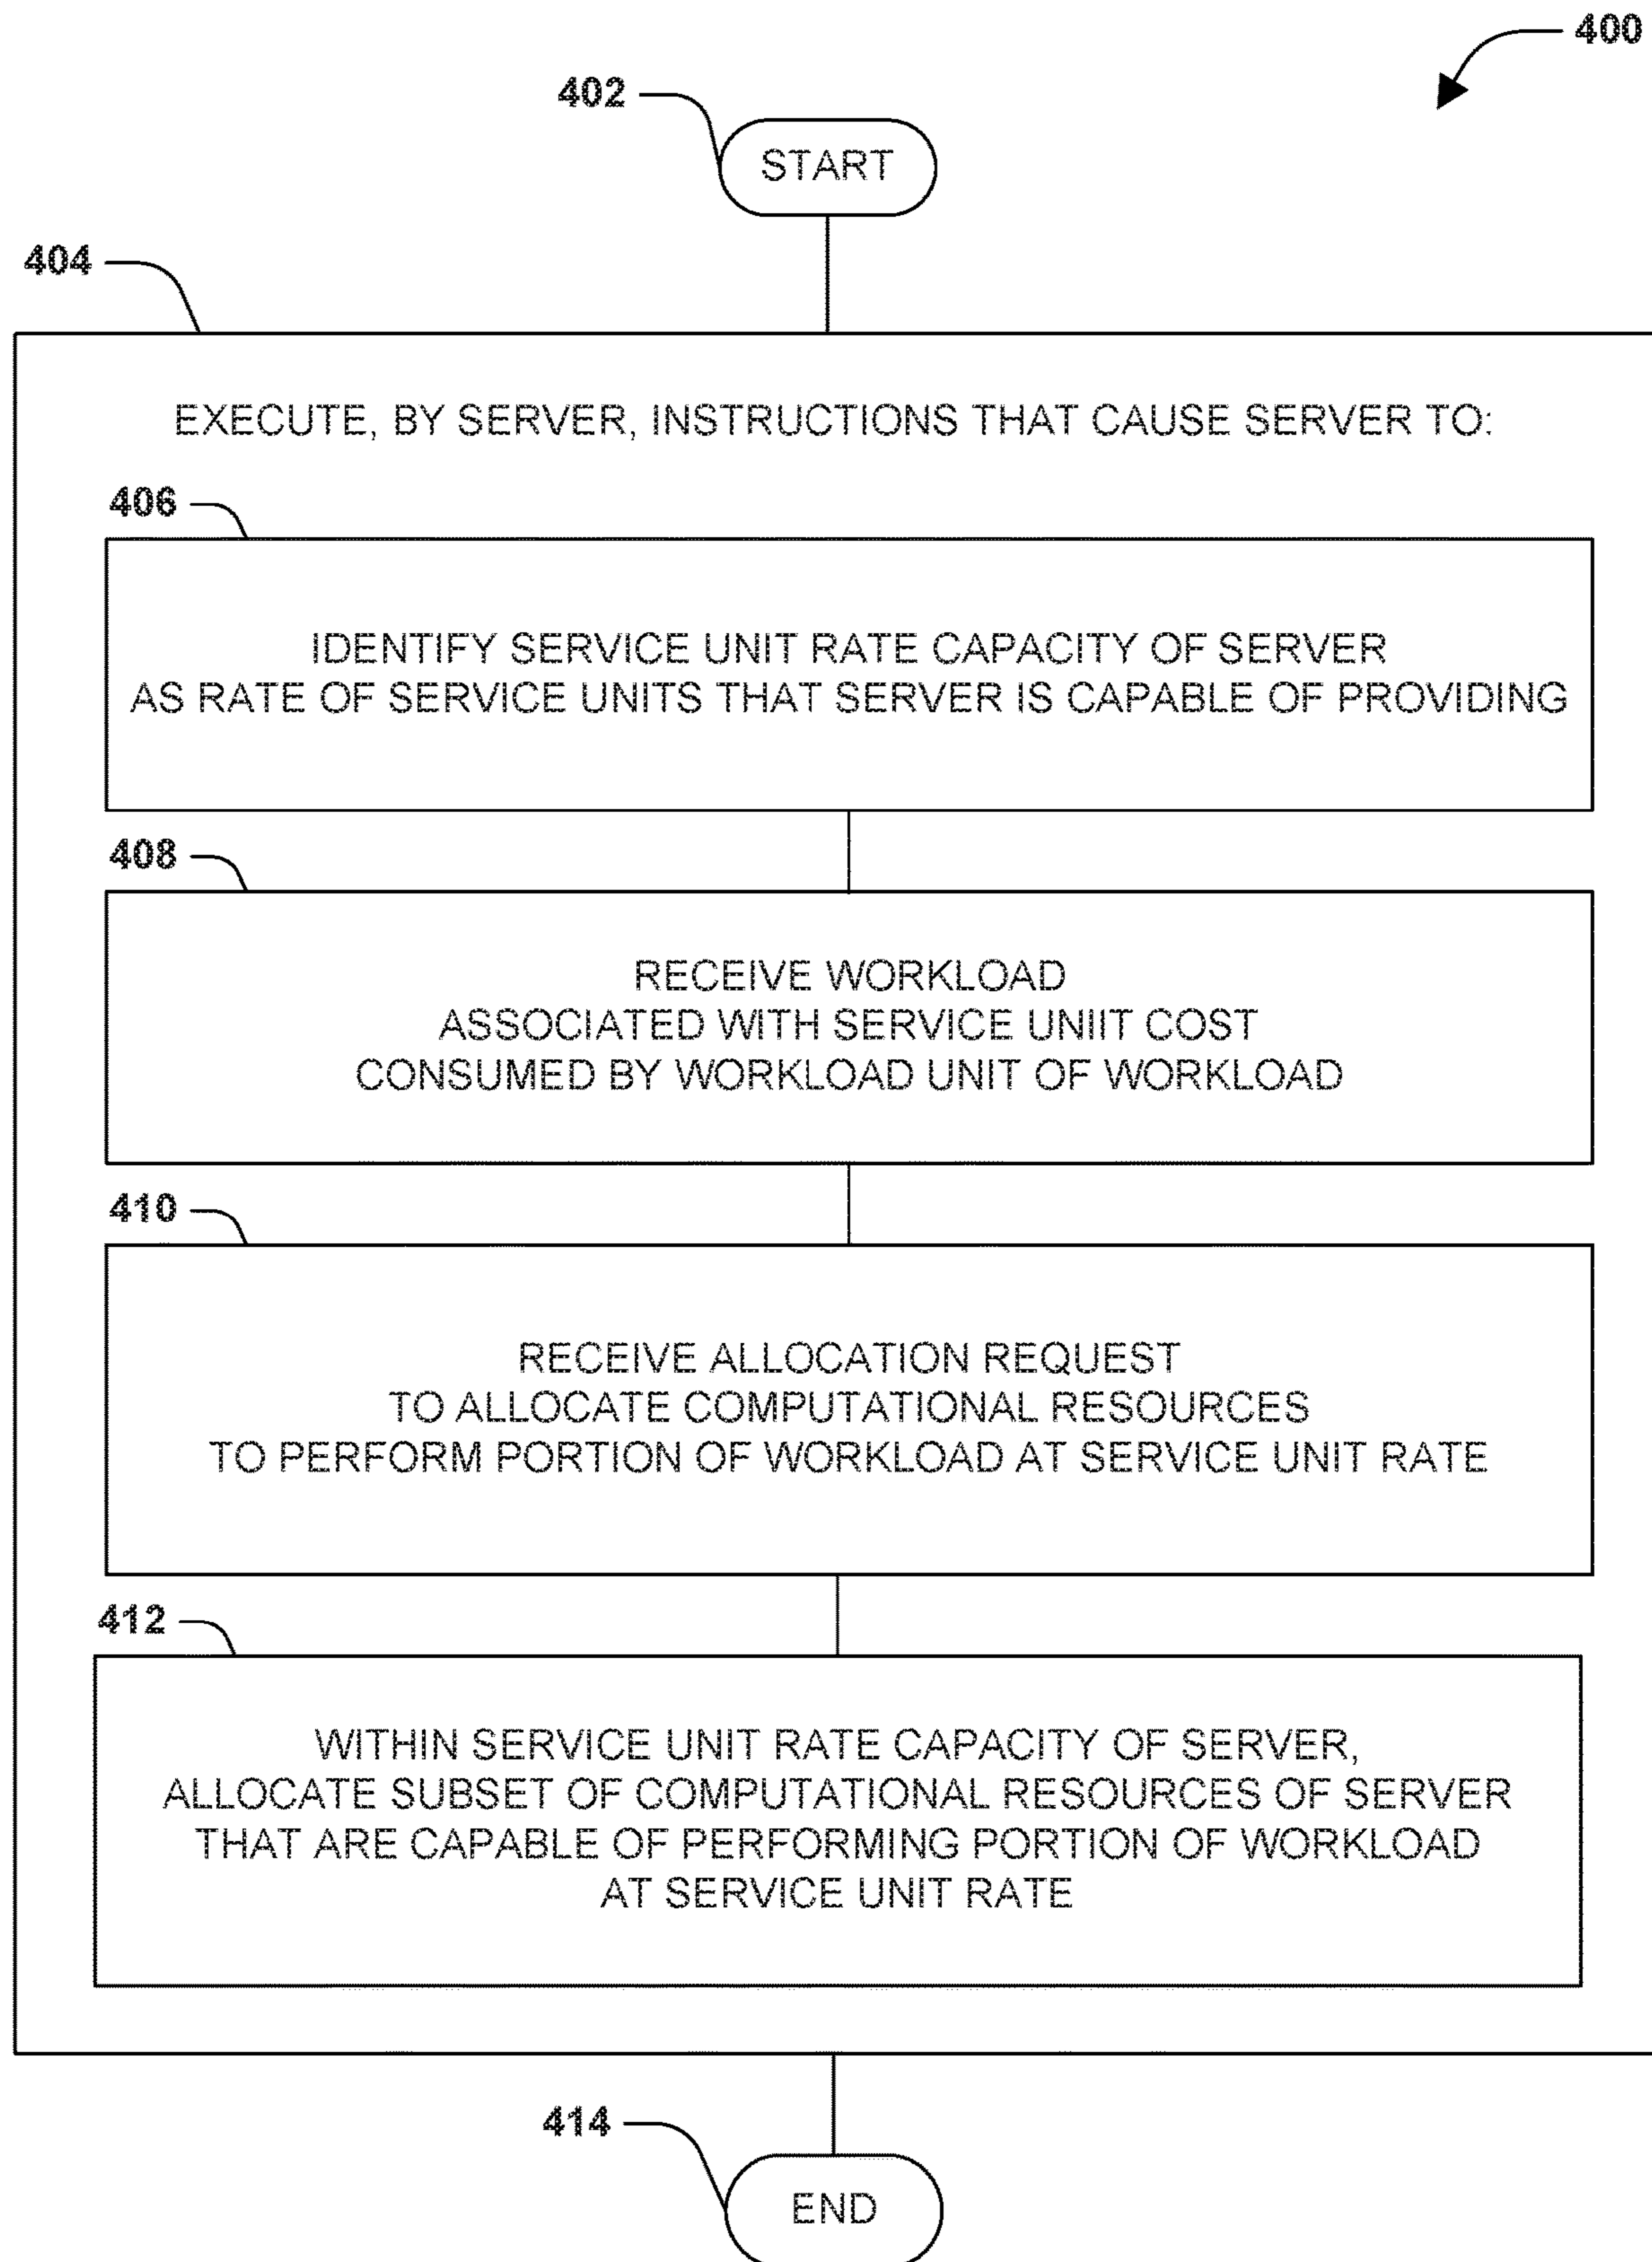 400
402
START
404
EXECUTE, BY SERVER, INSTRUCTIONS THAT CAUSE SERVER TO:
406
IDENTIFY SERVICE UNIT RATE CAPACITY OF SERVER
AS RATE OF SERVICE UNITS THAT SERVER IS CAPABLE OF PROVIDING
408
RECEIVE WORKLOAD
ASSOCIATED WITH SERVICE UNIIT COST
CONSUMED BY WORKLOAD UNIT OF WORKLOAD
410
RECEIVE ALLOCATION REQUEST
TO ALLOCATE COMPUTATIONAL RESOURCES
TO PERFORM PORTION OF WORKLOAD AT SERVICE UNIT RATE
412
WITHIN SERVICE UNIT RATE CAPACITY OF SERVER,
ALLOCATE SUBSET OF COMPUTATIONAL RESOURCES OF SERVER
THAT ARE CAPABLE OF PERFORMING PORTION OF WORKLOAD
AT SERVICE UNIT RATE
414
END